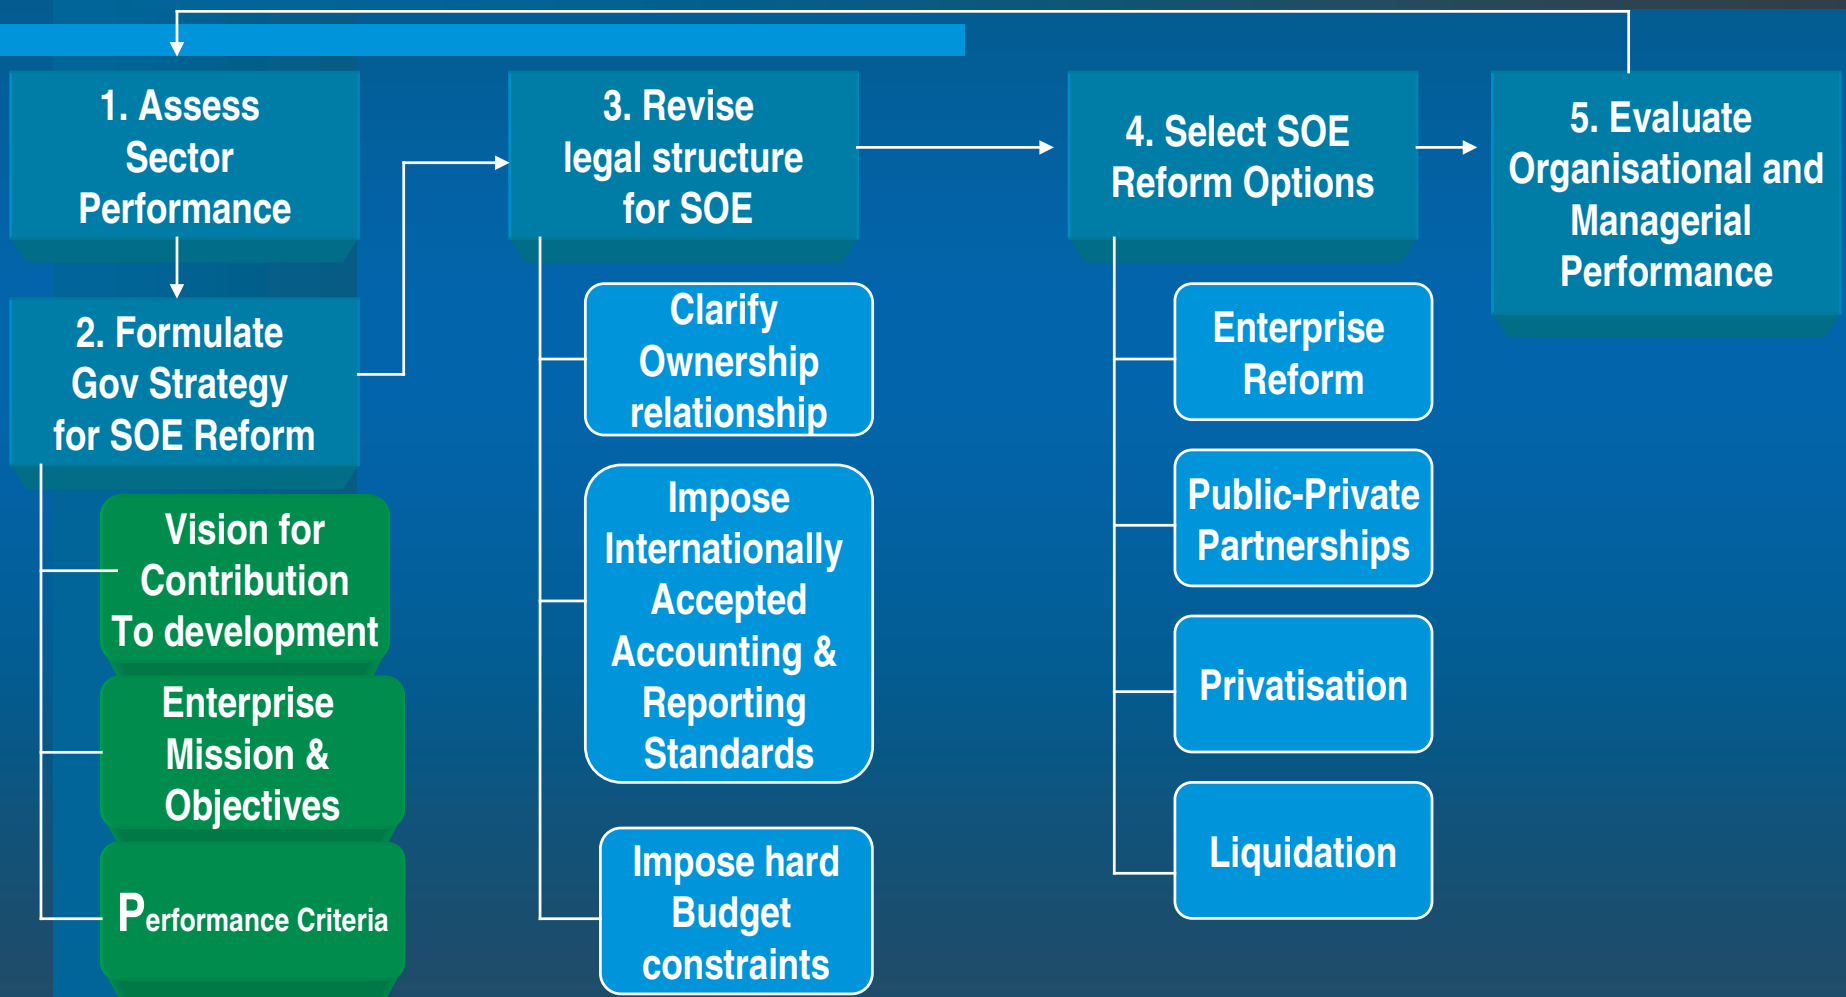 1. Assess
Sector
Performance
2. Formulate
Gov Strategy
for SOE Reform
Vision for
Contribution
To development
Enterprise
Mission &
Objectives
Performance Criteria
3. Revise
legal structure
for SOE
Clarify
Ownership
relationship
Impose
Internationally
Accepted
Accounting &
Reporting
Standards
Impose hard
Budget
constraints
4. Select SOE
Reform Options
Enterprise
Reform
Public-Private
Partnerships
Privatisation
Liquidation
5. Evaluate
Organisational and
Managerial
Performance